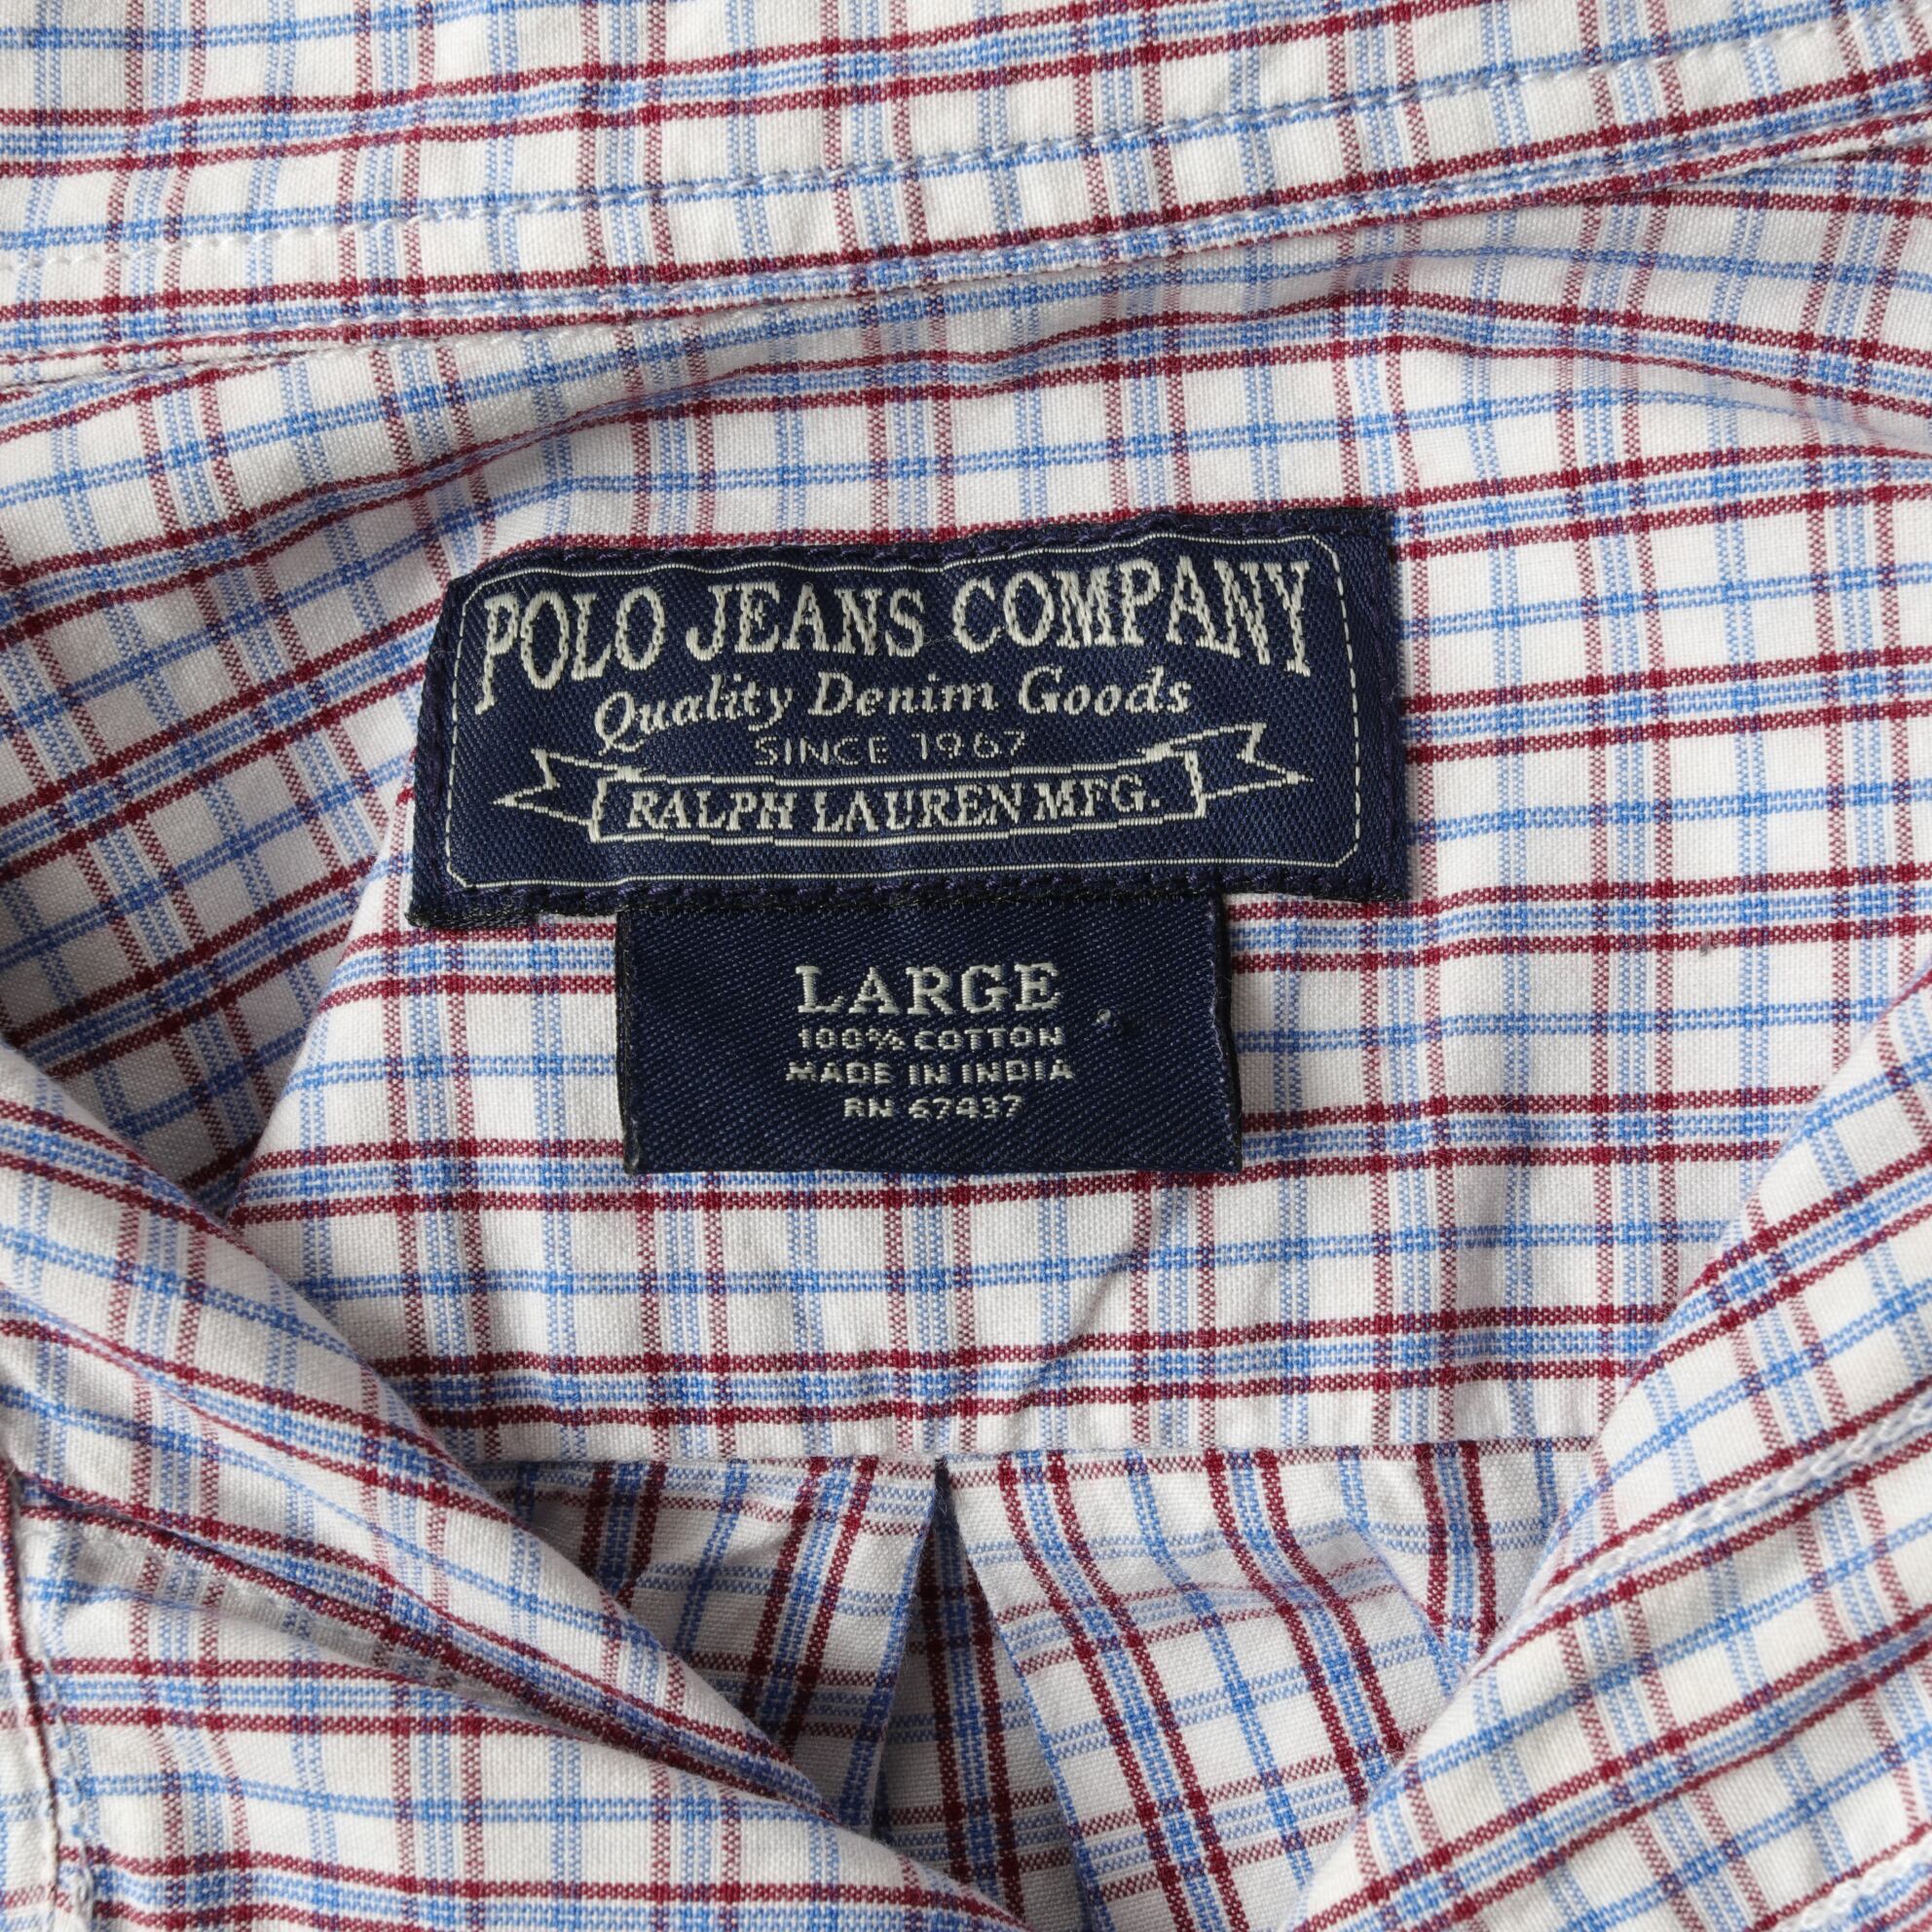 POLO JEANS COMPANY
Quality Denim Goods
SINCE 1967
RALPH LAUREN MFG.
LARGE
100% COTTON
MADE IN INDIA
RN 67437